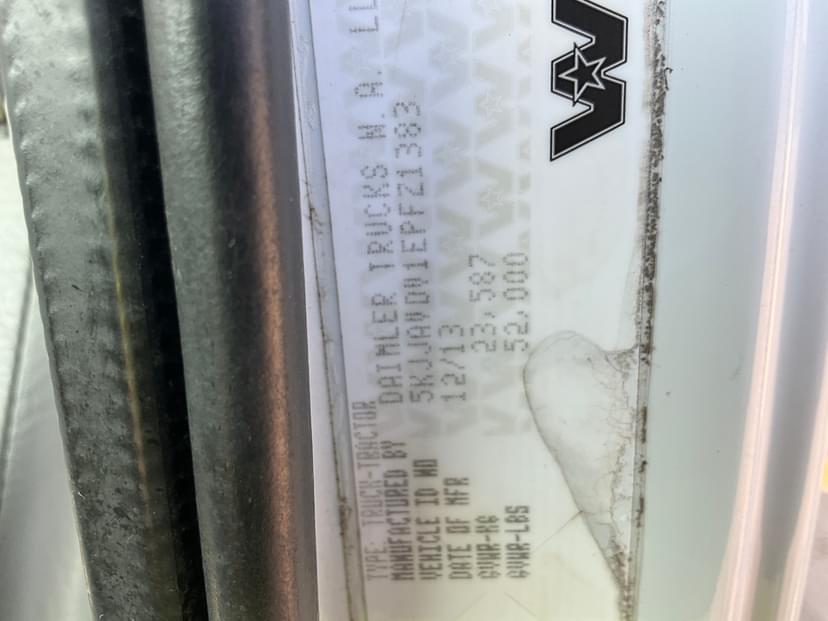 TYPE: TRUCK-TRACTOR
MANUFACTURED BY DAIMLER TRUCKS N.A. LL
VEHICLE ID NO 5KJJAVDV1EPFZ1383
DATE OF MFR 12/13
GVWR-KG 23,587
GVWR-LBS 52,000